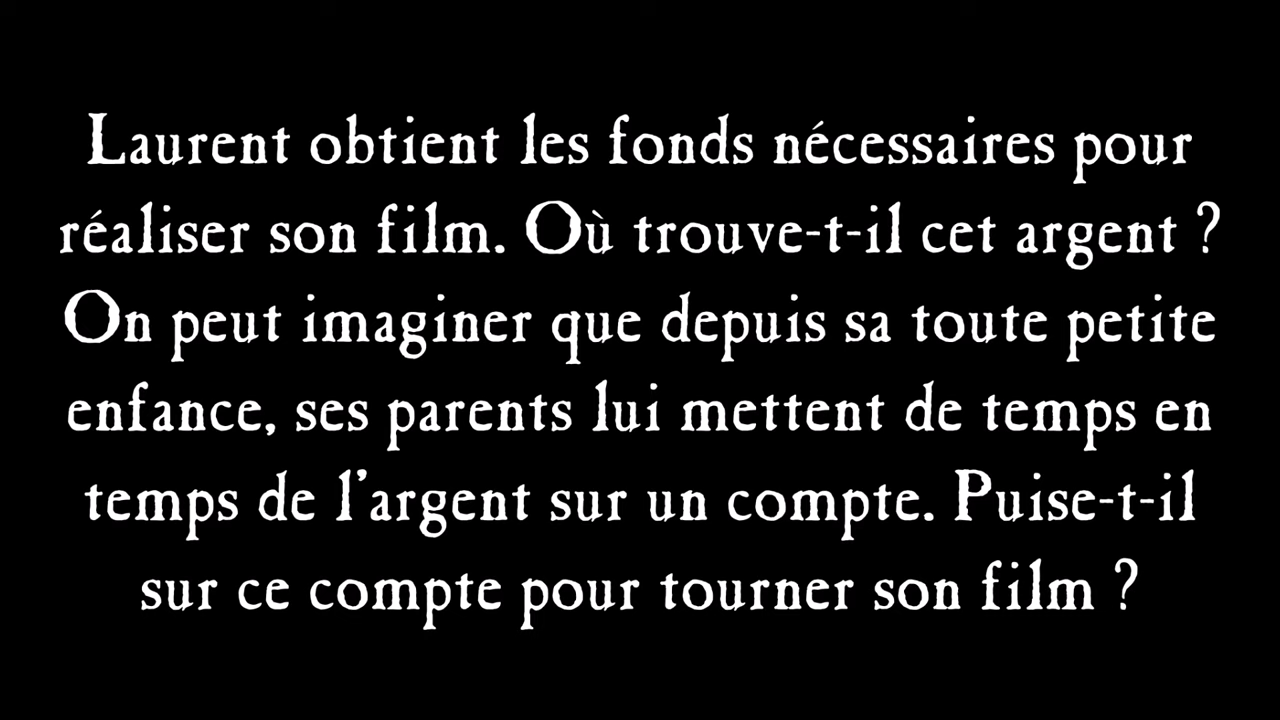 Laurent obtient les fonds nécessaires pour
réaliser son film. Où trouve-t-il cet argent ?
On peut imaginer que depuis sa toute petite
enfance, ses parents lui mettent de temps en
temps de l'argent sur un compte. Puise-t-il
sur ce compte pour tourner son film ?